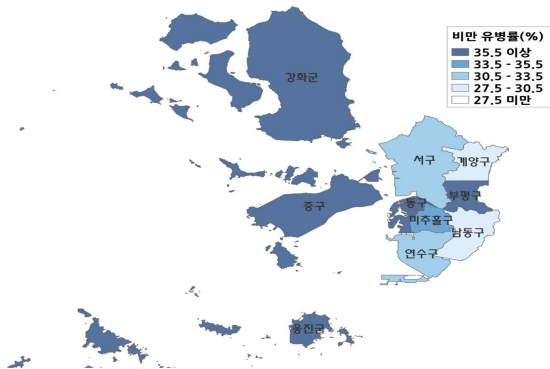 비만 유병률(%)
35.5 이상
33.5 - 35.5
30.5 - 33.5
27.5 - 30.5
27.5 미만
강화군
서구
계양구
부평구
동구
중구
미추홀구
남동구
연수구
옹진군